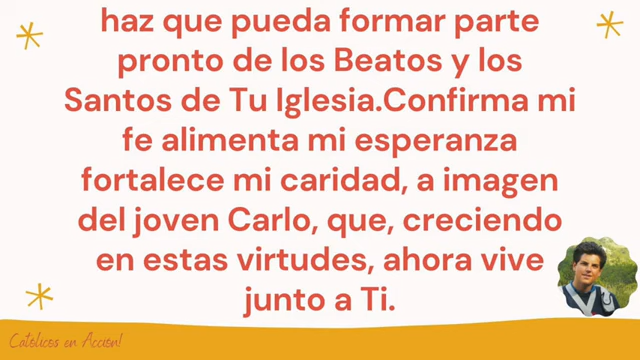 haz que pueda formar parte
pronto de los Beatos y los
Santos de Tu Iglesia.Confirma mi
fe alimenta mi esperanza
fortalece mi caridad, a imagen
del joven Carlo, que, creciendo
en estas virtudes, ahora vive
junto a Ti.
Católicos en Acción!